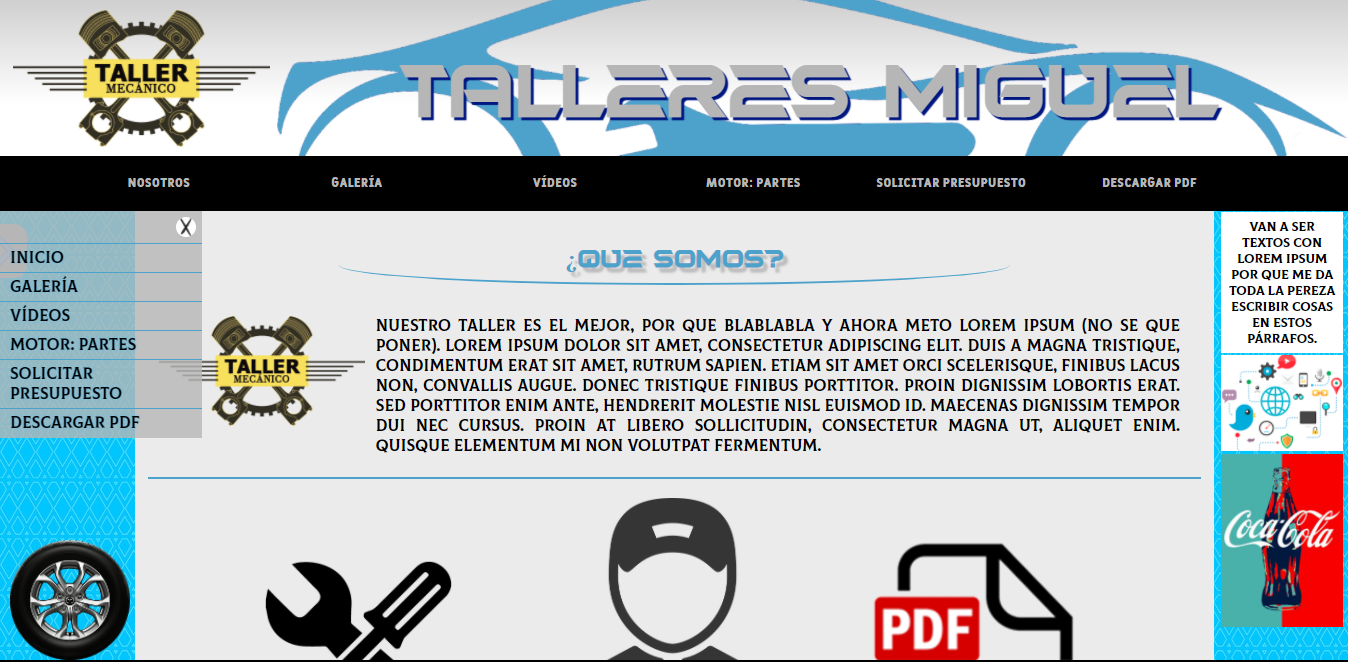 TALLER
MECÁNICO
TALLERES MIGUEL
NOSOTROS
GALERÍA
VÍDEOS
MOTOR: PARTES
SOLICITAR PRESUPUESTO
DESCARGAR PDF
X
INICIO
GALERÍA
VÍDEOS
MOTOR: PARTES
SOLICITAR
PRESUPUESTO
DESCARGAR PDF
¿QUE SOMOS?
TALLER
MECÁNICO
NUESTRO TALLER ES EL MEJOR, POR QUE BLABLABLA Y AHORA METO LOREM IPSUM (NO SE QUE
PONER). LOREM IPSUM DOLOR SIT AMET, CONSECTETUR ADIPISCING ELIT. DUIS A MAGNA TRISTIQUE,
CONDIMENTUM ERAT SIT AMET, RUTRUM SAPIEN. ETIAM SIT AMET ORCI SCELERISQUE, FINIBUS LACUS
NON, CONVALLIS AUGUE. DONEC TRISTIQUE FINIBUS PORTTITOR. PROIN DIGNISSIM LOBORTIS ERAT.
SED PORTTITOR ENIM ANTE, HENDRERIT MOLESTIE NISL EUISMOD ID. MAECENAS DIGNISSIM TEMPOR
DUI NEC CURSUS. PROIN AT LIBERO SOLLICITUDIN, CONSECTETUR MAGNA UT, ALIQUET ENIM.
QUISQUE ELEMENTUM MI NON VOLUTPAT FERMENTUM.
PDF
VAN A SER
TEXTOS CON
LOREM IPSUM
POR QUE ME DA
TODA LA PEREZA
ESCRIBIR COSAS
EN ESTOS
PÁRRAFOS.
Coca-Cola